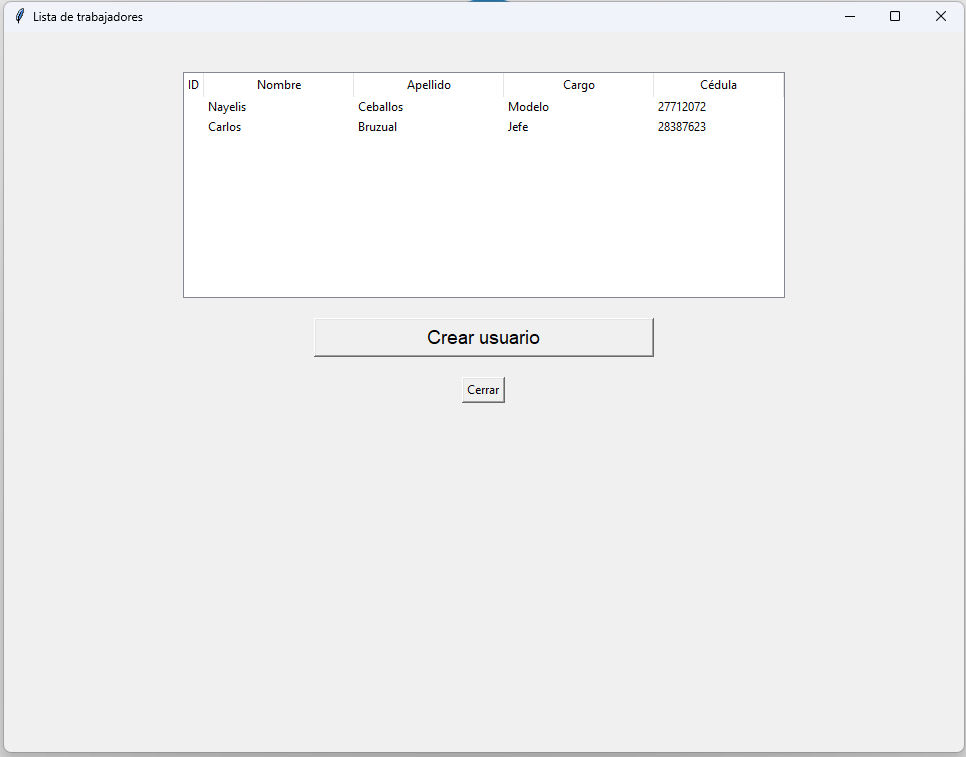 Lista de trabajadores
ID Nombre Apellido Cargo Cédula
Nayelis Ceballos Modelo 27712072
Carlos Bruzual Jefe 28387623
Crear usuario
Cerrar